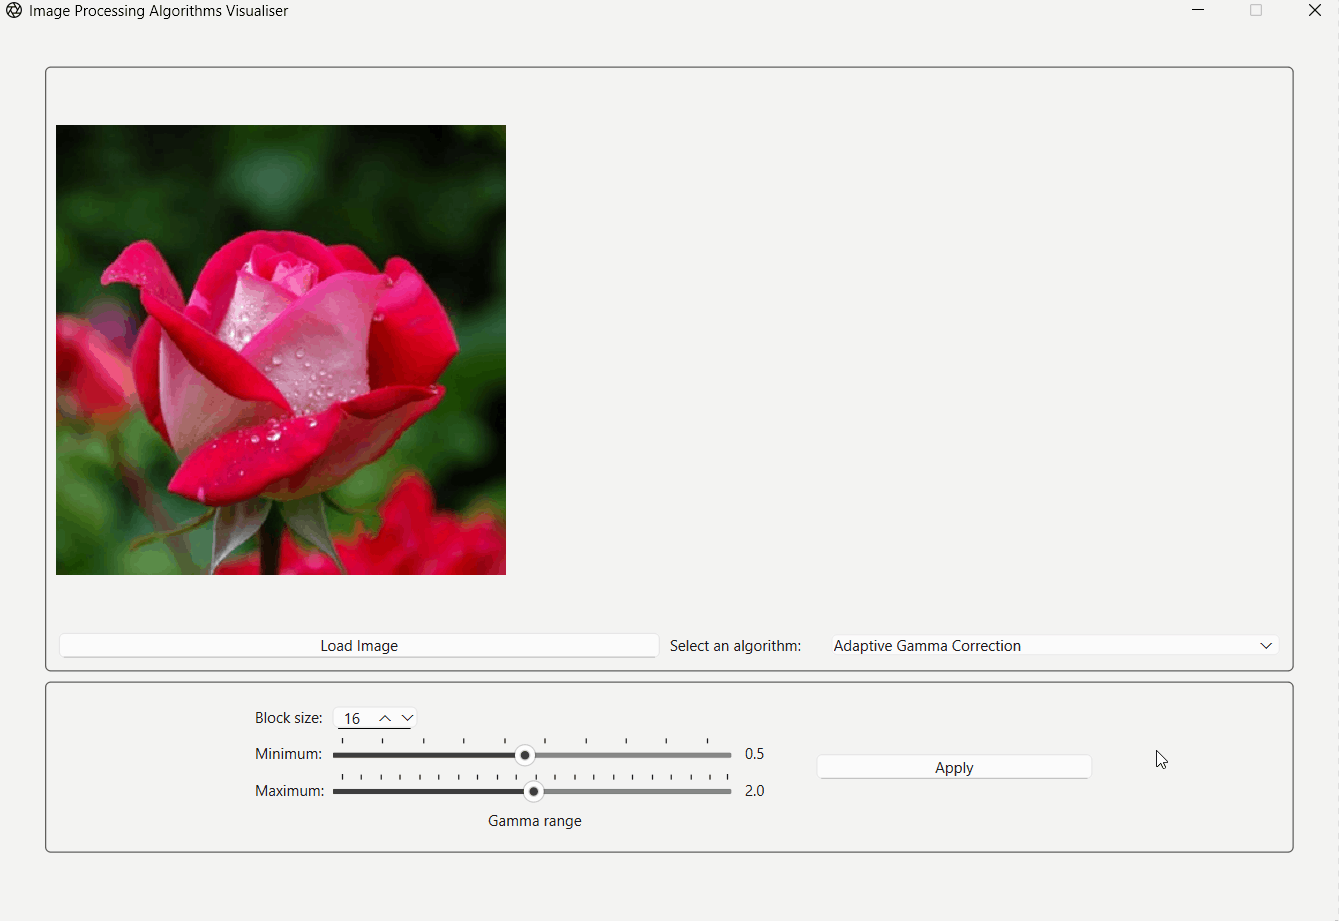 Image Processing Algorithms Visualiser
Load Image
Select an algorithm:
Adaptive Gamma Correction
Block size: 16
Minimum: 0.5
Maximum: 2.0
Gamma range
Apply